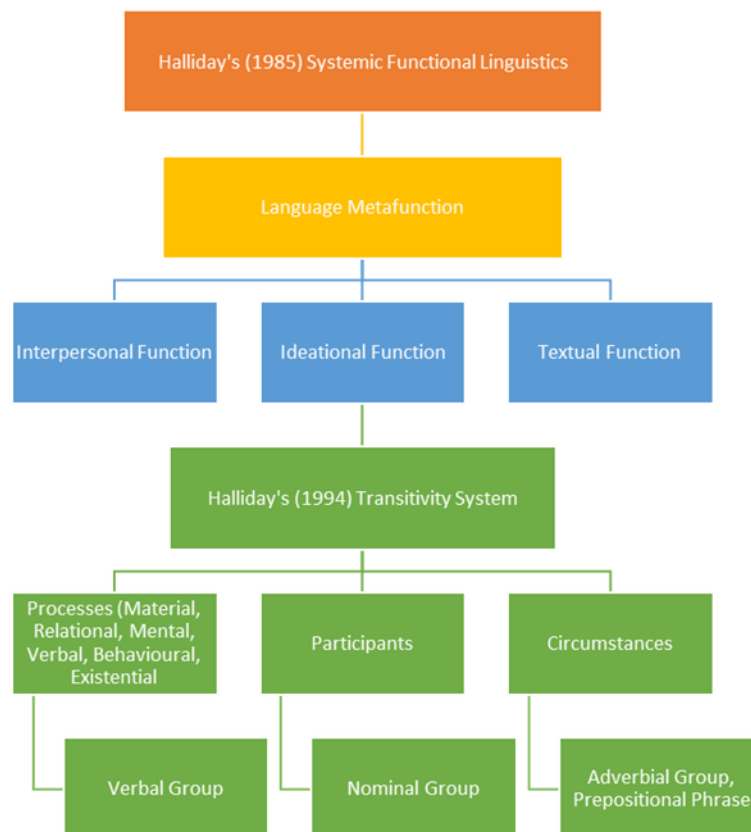 Halliday's (1985) Systemic Functional Linguistics
Language Metafunction
Interpersonal Function
Ideational Function
Textual Function
Halliday's (1994) Transitivity System
Processes (Material,
Relational, Mental,
Verbal, Behavioural,
Existential
Participants
Circumstances
Verbal Group
Nominal Group
Adverbial Group,
Prepositional Phrase